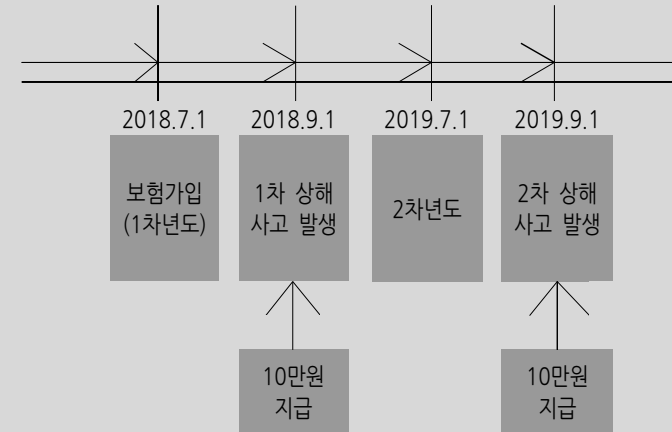 2018.7.1 2018.9.1 2019.7.1 2019.9.1
보험가입
(1차년도)
1차 상해
사고 발생
2차년도
2차 상해
사고 발생
10만원
지급
10만원
지급